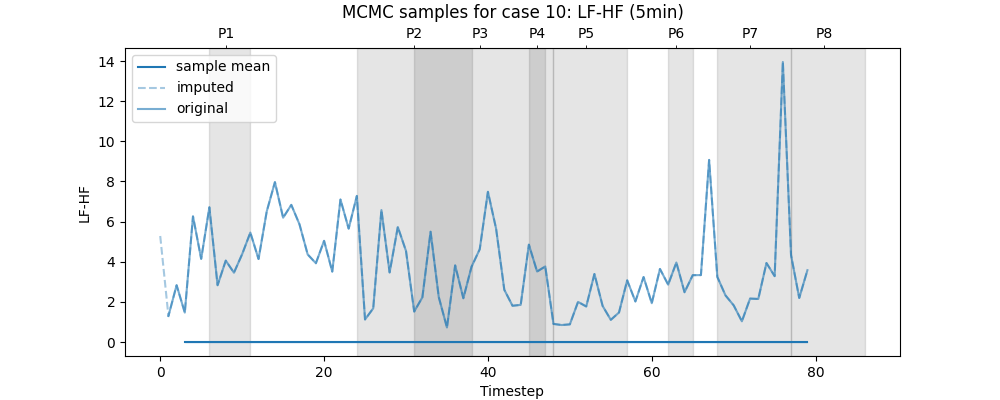 MCMC samples for case 10: LF-HF (5min)
P1 P2 P3 P4 P5 P6 P7 P8
sample mean
imputed
original
14
12
10
8
6
4
2
0
LF-HF
0 20 40 60 80
Timestep